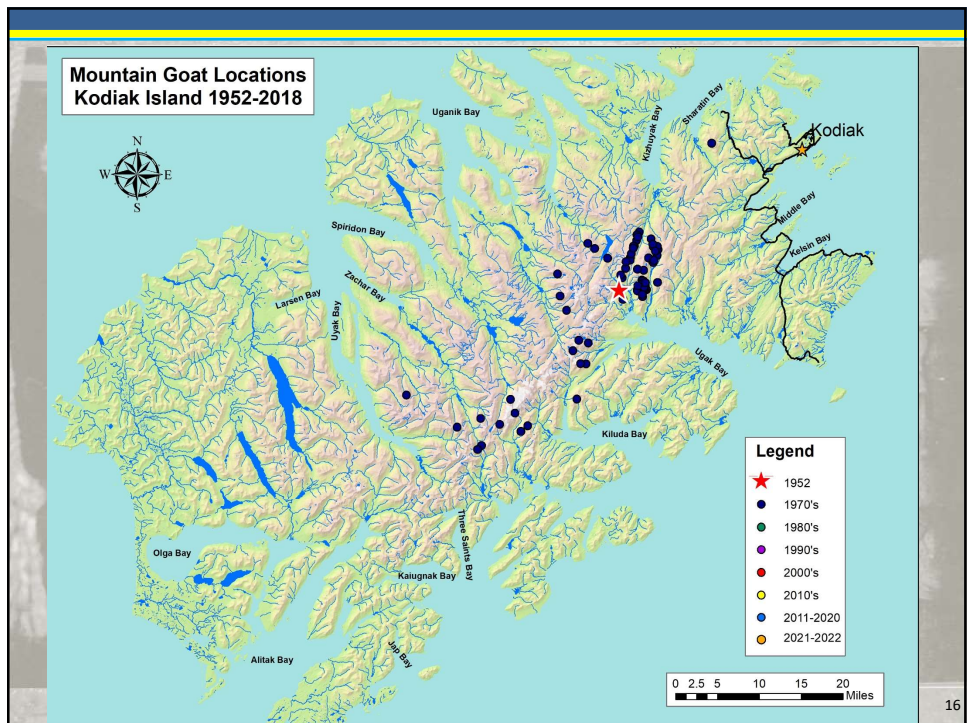 Mountain Goat Locations
Kodiak Island 1952-2018
N
W
E
S
Uganik Bay
Kizhuyak Bay
Sharatin Bay
Kodiak
Middle Bay
Kelsin Bay
Spiridon Bay
Zachar Bay
Larsen Bay
Uyak Bay
Ugak Bay
Kiluda Bay
Three Saints Bay
Olga Bay
Kaiugnak Bay
Jap Bay
Alitak Bay
Legend
1952
1970's
1980's
1990's
2000's
2010's
2011-2020
2021-2022
0 2.5 5 10 15 20
Miles
16